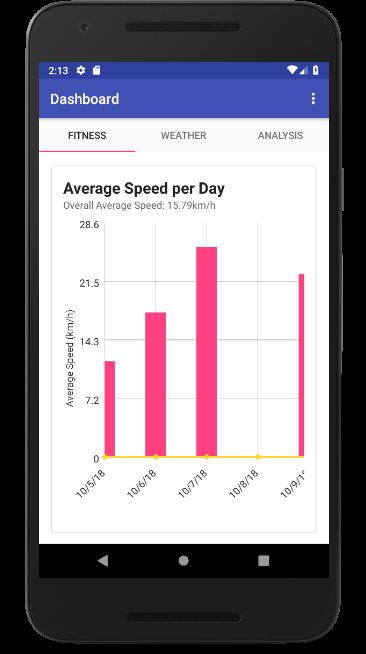 2:13
Dashboard
FITNESS WEATHER ANALYSIS
Average Speed per Day
Overall Average Speed: 15.79km/h
28.6
21.5
14.3
7.2
0
Average Speed (km/h)
10/5/18 10/6/18 10/7/18 10/8/18 10/9/1